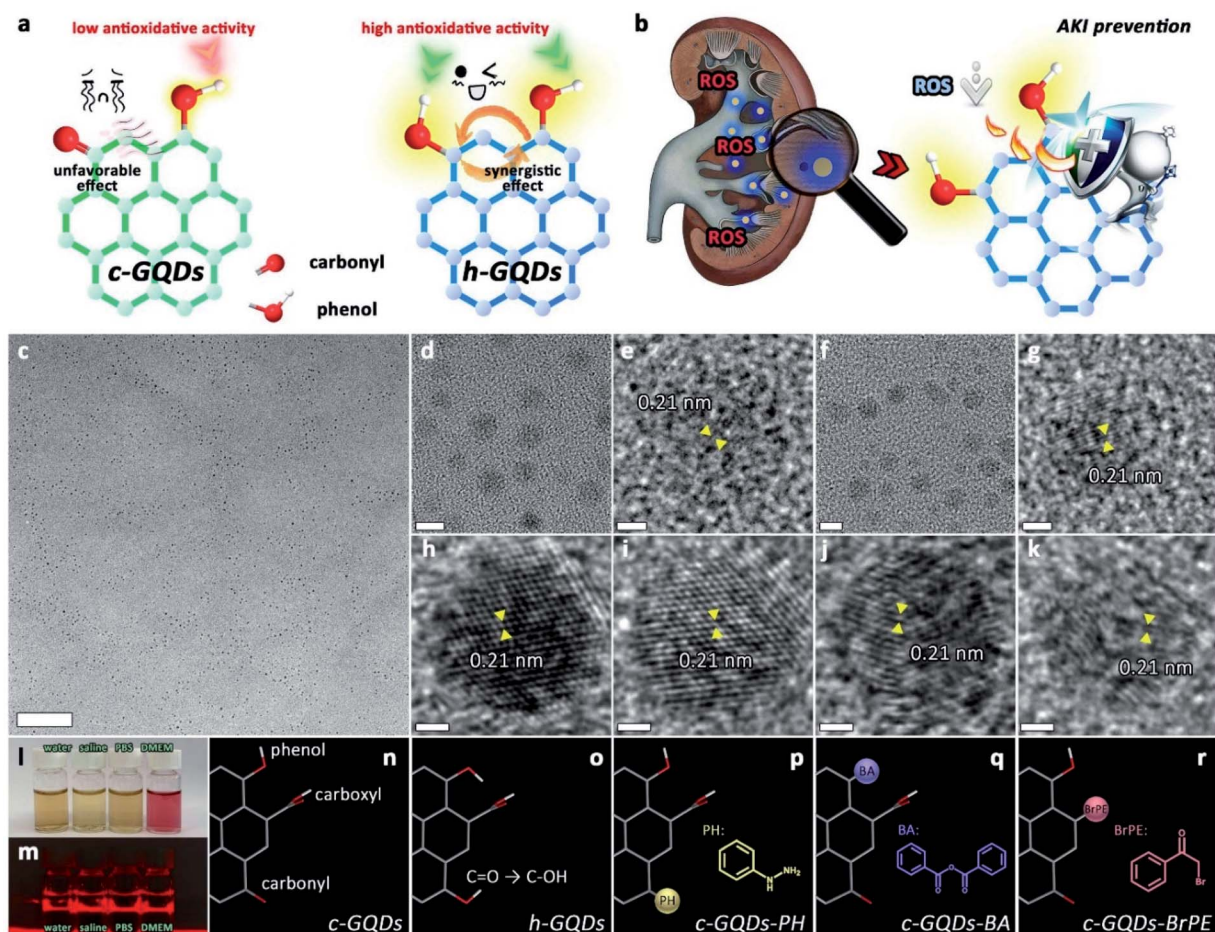 a
low antioxidative activity
high antioxidative activity
unfavorable
effect
synergistic
effect
c-GQDs
h-GQDs
carbonyl
phenol
b
AKI prevention
ROS
ROS
ROS
ROS
c
d
e
0.21 nm
f
g
0.21 nm
h
0.21 nm
i
0.21 nm
j
0.21 nm
k
0.21 nm
l
water saline PBS DMEM
m
water saline PBS DMEM
n
phenol
carboxyl
carbonyl
c-GQDs
o
C=O → C-OH
h-GQDs
p
PH:
NH2
N
H
PH
c-GQDs-PH
q
BA
BA:
O
O
O
c-GQDs-BA
r
BrPE
BrPE:
O
Br
c-GQDs-BrPE